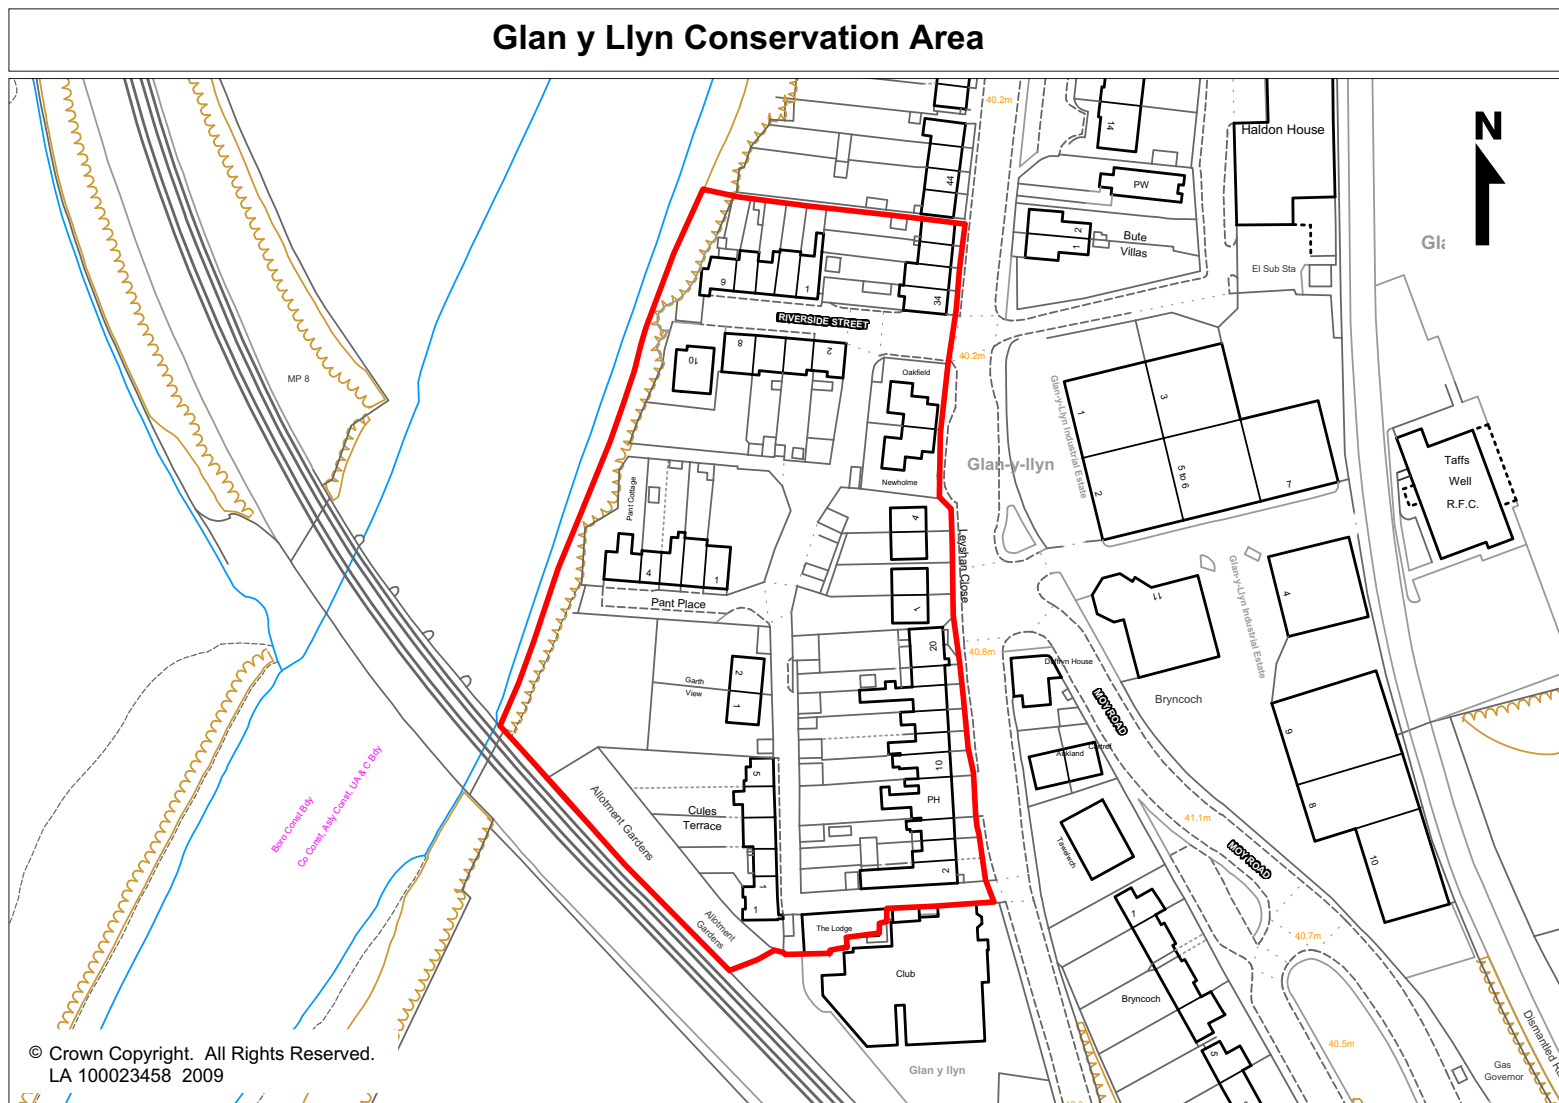 Glan y Llyn Conservation Area
40.2m
14
Haldon House
N
PW
44
2
1
Bute
Villas
Gla
El Sub Sta
9
1
34
RIVERSIDE STREET
40.2m
MP 8
10
8
2
Oakfield
Glan-y-Llyn Industrial Estate
1
3
2
5 to 6
7
Glan-y-llyn
Newholme
Taffs
Well
R.F.C.
Pant Cottage
4
Leyshan Close
4
1
1
Pant Place
11
4
Glan-y-Llyn Industrial Estate
20
40.8m
Garth
View
2
1
Dyffryn House
MOY ROAD
Bryncoch
9
8
10
Boro Const Bdy
Co Const, Asly Const, UA & C Bdy
Allotment Gardens
5
Cules
Terrace
1
1
10
PH
2
Cartref
41.1m
MOY ROAD
Allotment
Gardens
The Lodge
Club
1
40.7m
Bryncoch
5
40.5m
Dismantled
Glan y llyn
Gas
Governor
© Crown Copyright. All Rights Reserved.
LA 100023458 2009